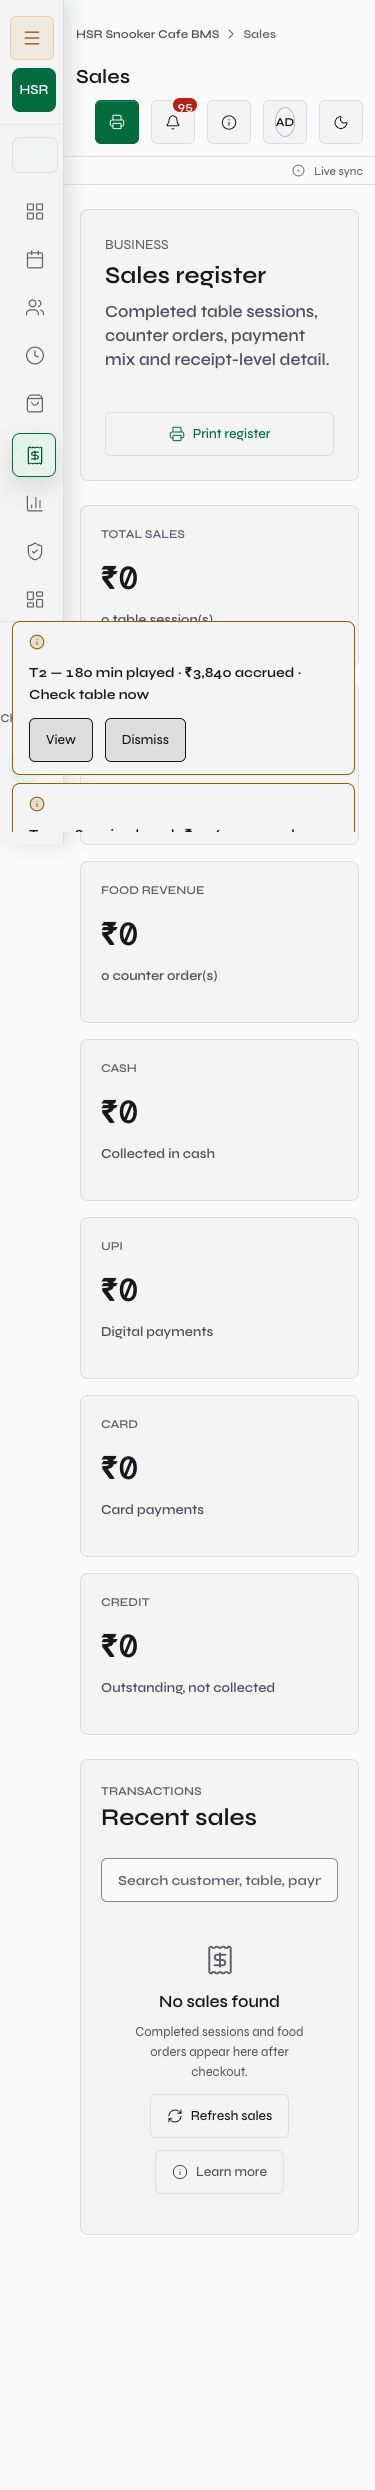 HSR Snooker Cafe BMS > Sales
Sales
HSR
95
AD
Live sync
BUSINESS
Sales register
Completed table sessions,
counter orders, payment
mix and receipt-level detail.
Print register
TOTAL SALES
₹0
0 table session(s)
T2 — 180 min played · ₹3,840 accrued ·
Check table now
View
Dismiss
FOOD REVENUE
₹0
0 counter order(s)
CASH
₹0
Collected in cash
UPI
₹0
Digital payments
CARD
₹0
Card payments
CREDIT
₹0
Outstanding, not collected
TRANSACTIONS
Recent sales
Search customer, table, payr
No sales found
Completed sessions and food
orders appear here after
checkout.
Refresh sales
Learn more